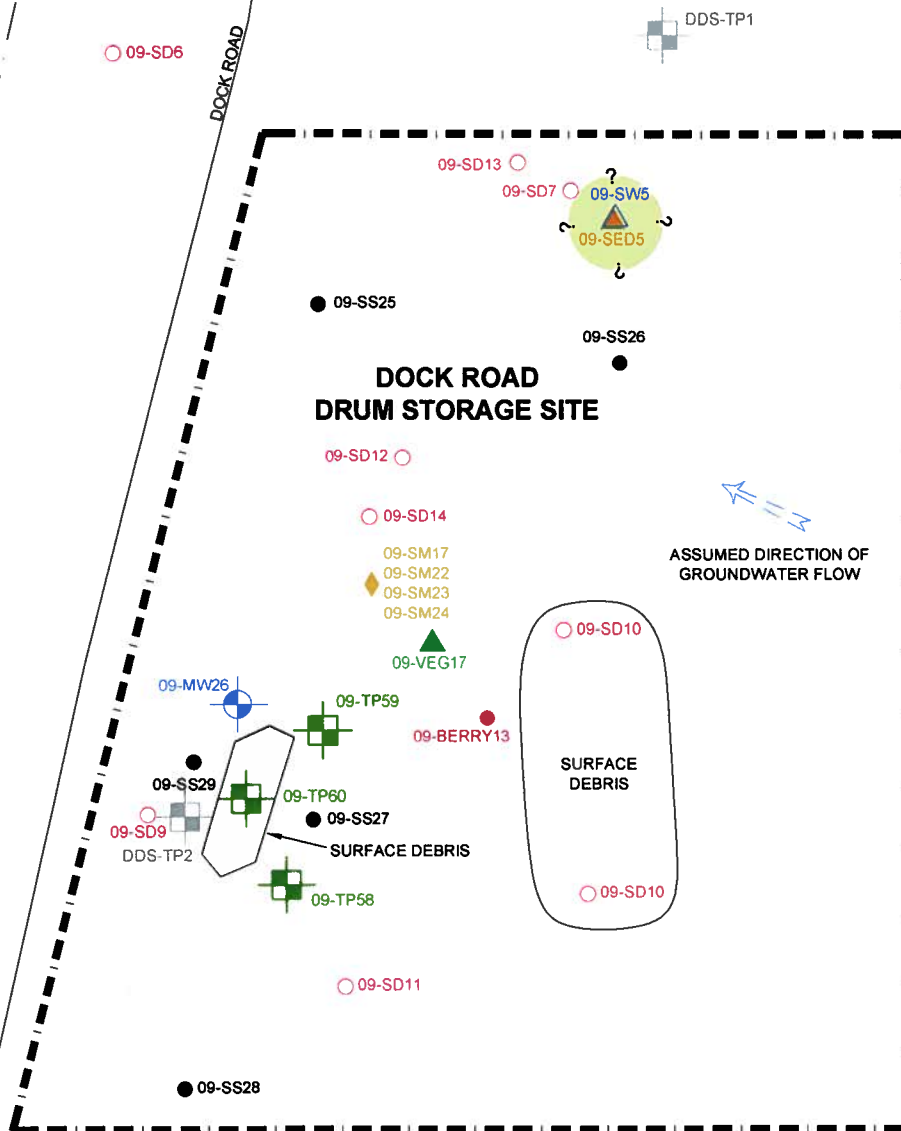 DDS-TP1
09-SD6
DOCK ROAD
09-SD13
09-SD7
?
09-SW5
?
?
09-SED5
?
09-SS25
09-SS26
DOCK ROAD
DRUM STORAGE SITE
09-SD12
09-SD14
ASSUMED DIRECTION OF
GROUNDWATER FLOW
09-SM17
09-SM22
09-SM23
09-SM24
09-SD10
09-VEG17
09-MW26
09-TP59
09-BERRY13
SURFACE
DEBRIS
09-SS29
09-TP60
09-SS27
09-SD9
DDS-TP2
SURFACE DEBRIS
09-TP58
09-SD10
09-SD11
09-SS28